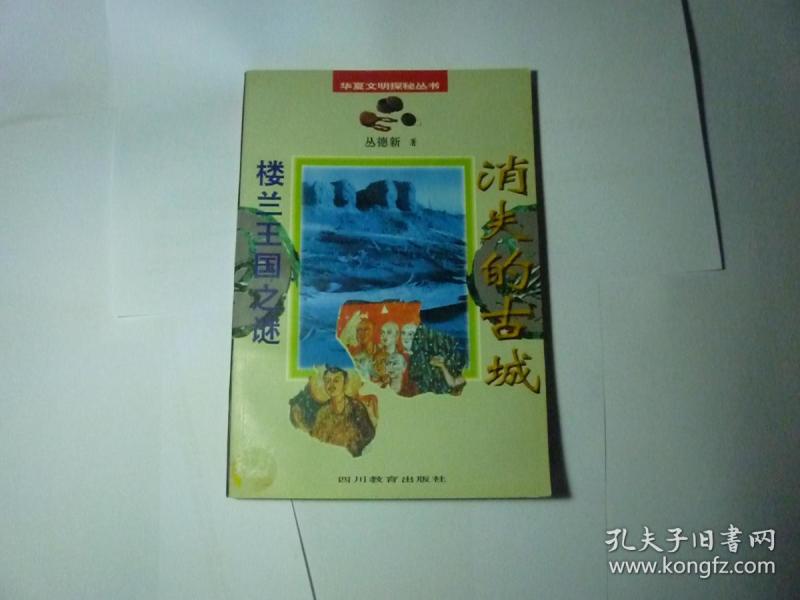 华夏文明探秘丛书
丛德新 著
消失的古城
楼兰王国之谜
四川教育出版社
孔夫子旧书网
www.kongfz.com